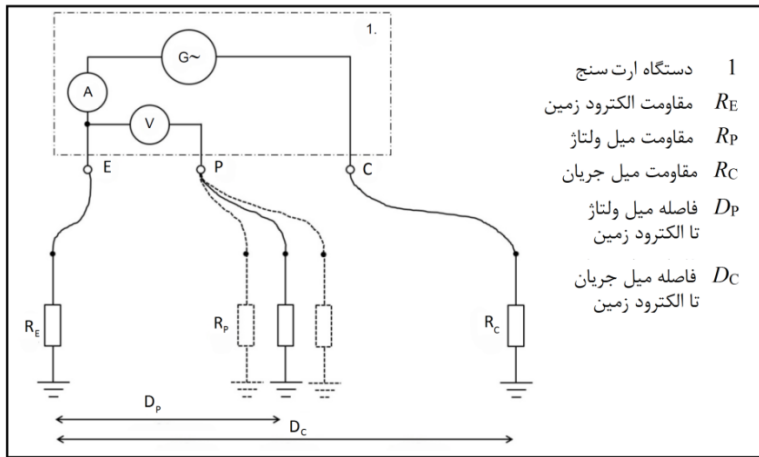 1.
G~
A
V
E
P
C
R_E
R_P
R_C
D_P
D_C
1 دستگاه ارت سنج
R_E مقاومت الکترود زمین
R_P مقاومت میل ولتاژ
R_C مقاومت میل جریان
D_P فاصله میل ولتاژ
تا الکترود زمین
D_C فاصله میل جریان
تا الکترود زمین